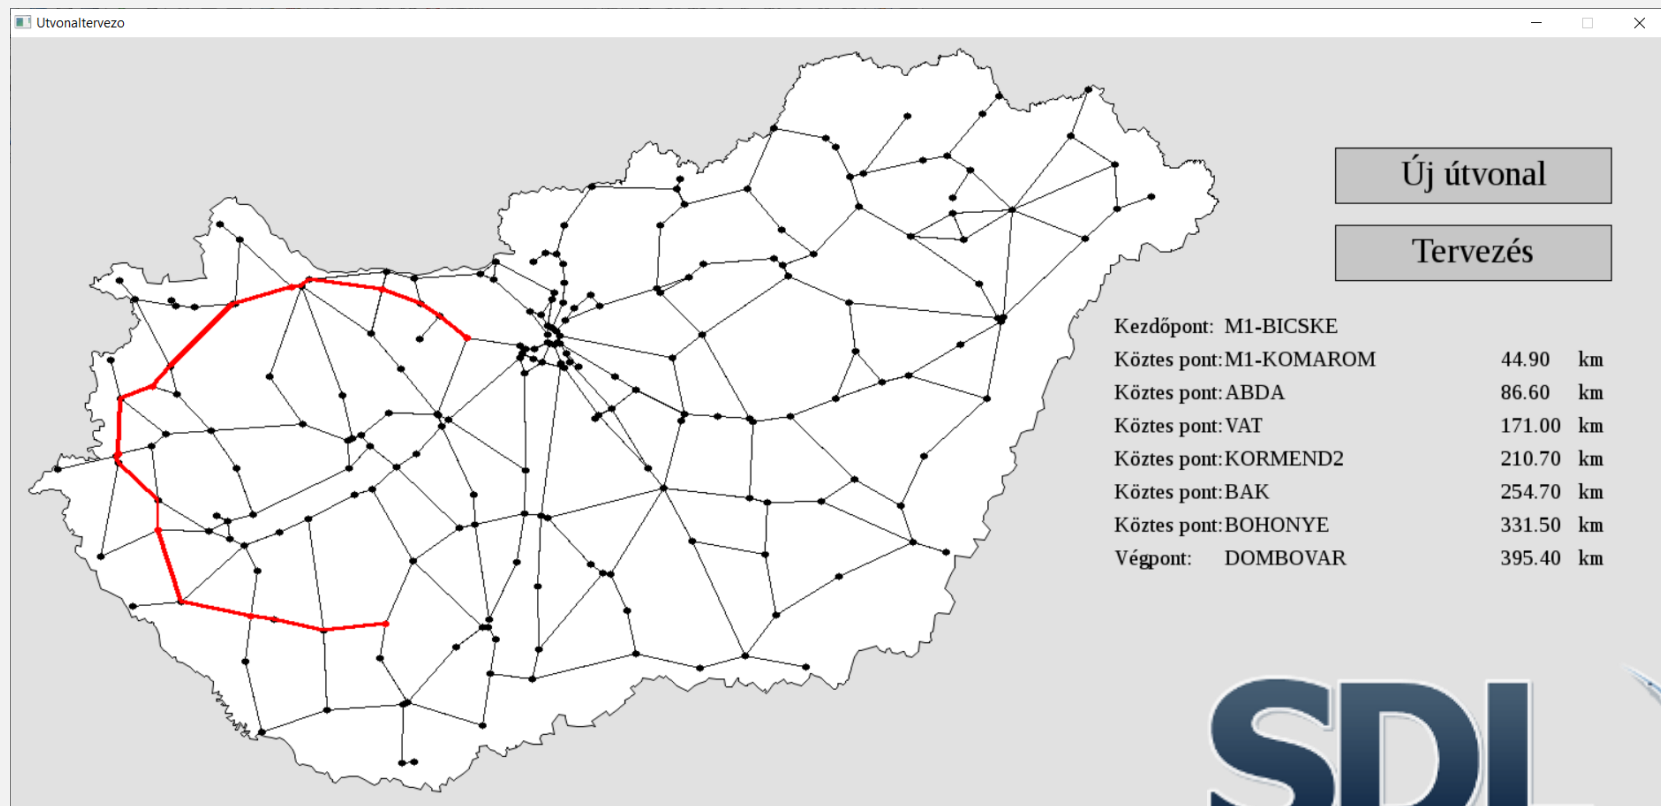 Utvonaltervezo
Új útvonal
Tervezés
Kezdőpont: M1-BICSKE
Köztes pont: M1-KOMAROM 44.90 km
Köztes pont: ABDA 86.60 km
Köztes pont: VAT 171.00 km
Köztes pont: KORMEND2 210.70 km
Köztes pont: BAK 254.70 km
Köztes pont: BOHONYE 331.50 km
Végpont: DOMBOVAR 395.40 km
SDL